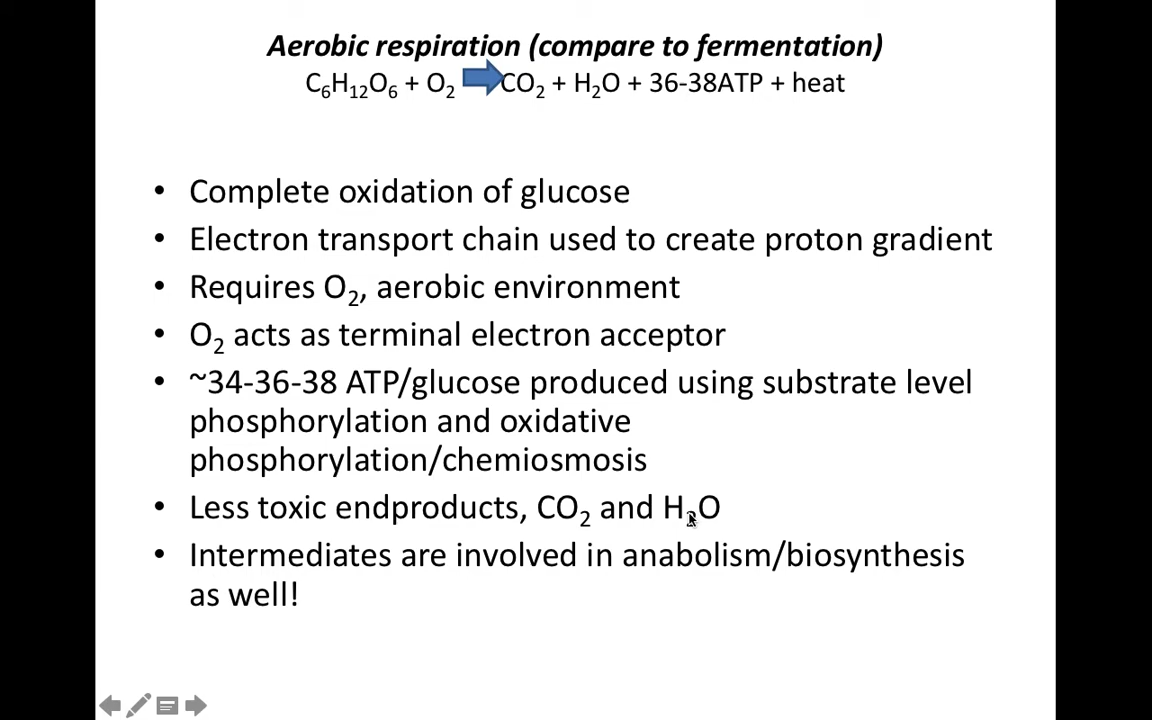 Aerobic respiration (compare to fermentation)
C₆H₁₂O₆ + O₂ CO₂ + H₂O + 36-38ATP + heat
• Complete oxidation of glucose
• Electron transport chain used to create proton gradient
• Requires O₂, aerobic environment
• O₂ acts as terminal electron acceptor
• ~34-36-38 ATP/glucose produced using substrate level
phosphorylation and oxidative
phosphorylation/chemiosmosis
• Less toxic endproducts, CO₂ and H₂O
• Intermediates are involved in anabolism/biosynthesis
as well!